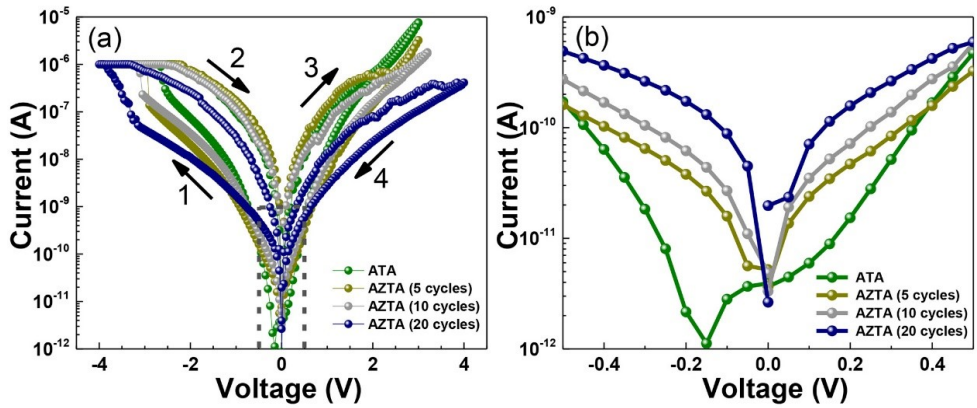 (a)
Current (A)
10⁻⁵
10⁻⁶
10⁻⁷
10⁻⁸
10⁻⁹
10⁻¹⁰
10⁻¹¹
10⁻¹²
2
3
1
4
ATA
AZTA (5 cycles)
AZTA (10 cycles)
AZTA (20 cycles)
-4 -2 0 2 4
Voltage (V)
(b)
Current (A)
10⁻⁹
10⁻¹⁰
10⁻¹¹
10⁻¹²
ATA
AZTA (5 cycles)
AZTA (10 cycles)
AZTA (20 cycles)
-0.4 -0.2 0.0 0.2 0.4
Voltage (V)